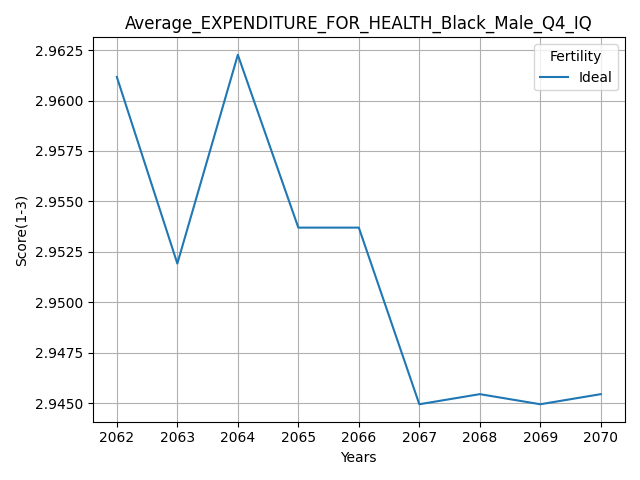 Average_EXPENDITURE_FOR_HEALTH_Black_Male_Q4_IQ
Fertility
Ideal
Score(1-3)
2.9625
2.9600
2.9575
2.9550
2.9525
2.9500
2.9475
2.9450
2062 2063 2064 2065 2066 2067 2068 2069 2070
Years